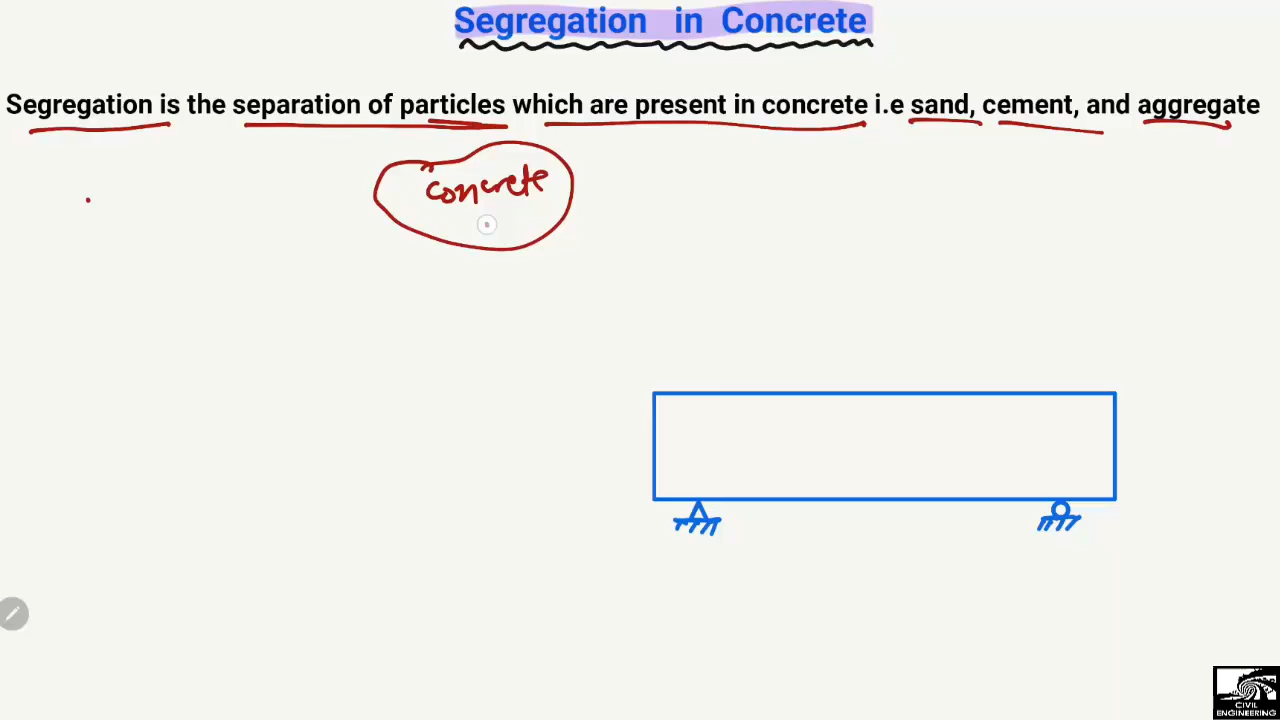 Segregation in Concrete
Segregation is the separation of particles which are present in concrete i.e sand, cement, and aggregate
concrete
CIVIL
ENGINEERING